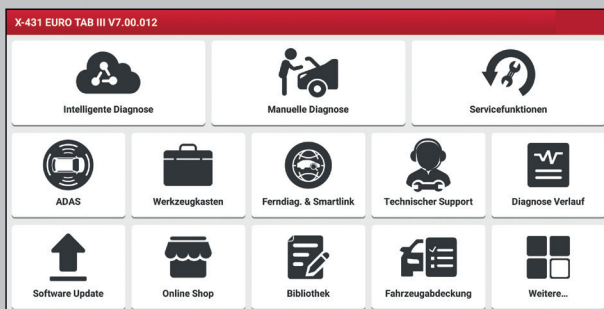 X-431 EURO TAB III V7.00.012
Intelligente Diagnose
Manuelle Diagnose
Servicefunktionen
ADAS
Werkzeugkasten
Ferndiag. & Smartlink
Technischer Support
Diagnose Verlauf
Software Update
Online Shop
Bibliothek
Fahrzeugabdeckung
Weitere...